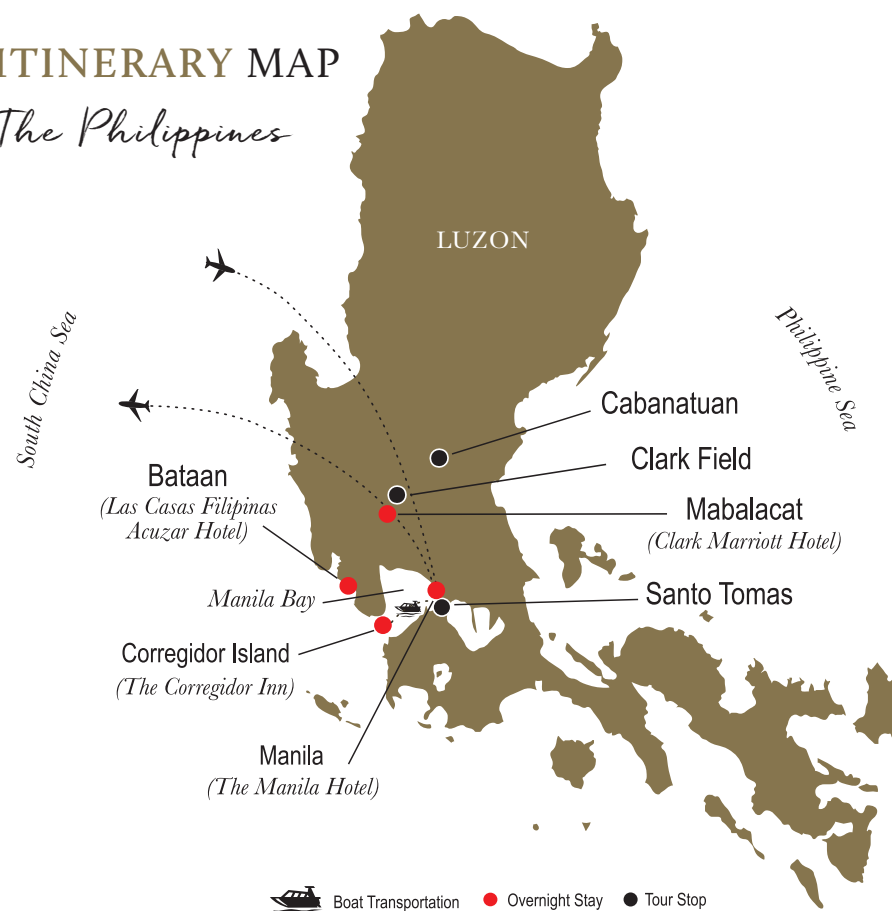 ITINERARY MAP
The Philippines
LUZON
South China Sea
Philippine Sea
Cabanatuan
Clark Field
Bataan
(Las Casas Filipinas
Acuzar Hotel)
Mabalacat
(Clark Marriott Hotel)
Manila Bay
Santo Tomas
Corregidor Island
(The Corregidor Inn)
Manila
(The Manila Hotel)
Boat Transportation
Overnight Stay
Tour Stop